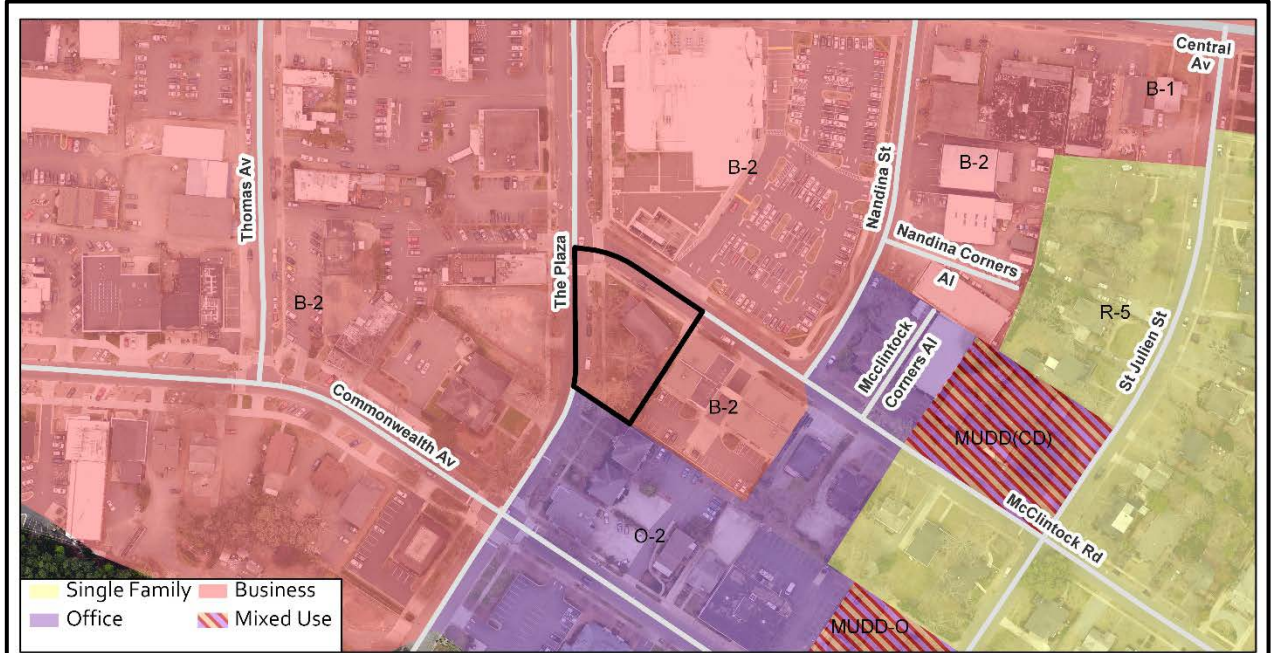 Central
Av
B-1
Thomas Av
B-2
Nandina St
B-2
Nandina Corners
Al
The Plaza
B-2
R-5
Mcclintock
Corners Al
St Julien St
Commonwealth Av
B-2
MUDD(CD)
McClintock Rd
O-2
Single Family
Business
Office
Mixed Use
MUDD-O